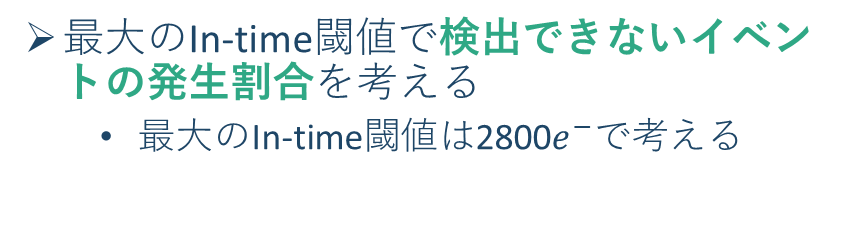 ➢最大のIn-time閾値で検出できないイベン
トの発生割合を考える
• 最大のIn-time閾値は2800𝑒⁻で考える